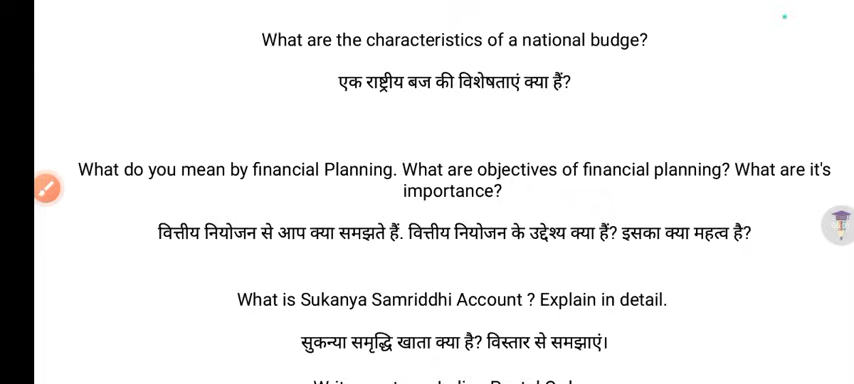 What are the characteristics of a national budge?
एक राष्ट्रीय बज की विशेषताएं क्या हैं?
What do you mean by financial Planning. What are objectives of financial planning? What are it's
importance?
वित्तीय नियोजन से आप क्या समझते हैं. वित्तीय नियोजन के उद्देश्य क्या हैं? इसका क्या महत्व है?
What is Sukanya Samriddhi Account ? Explain in detail.
सुकन्या समृद्धि खाता क्या है? विस्तार से समझाएं।